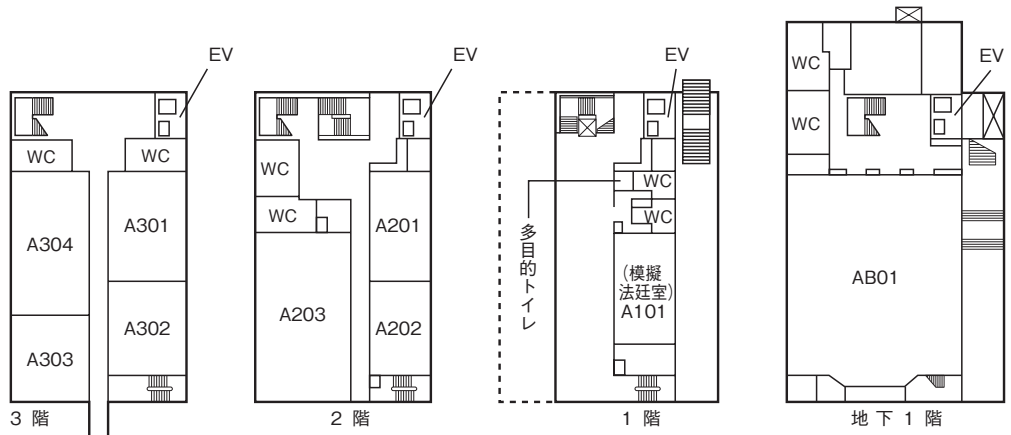 EV
WC
WC
A304
A301
A303
A302
3 階
EV
WC
WC
A201
A203
A202
2 階
EV
WC
WC
多目的トイレ
(模擬
法廷室)
A101
1 階
WC
WC
EV
AB01
地 下 1 階